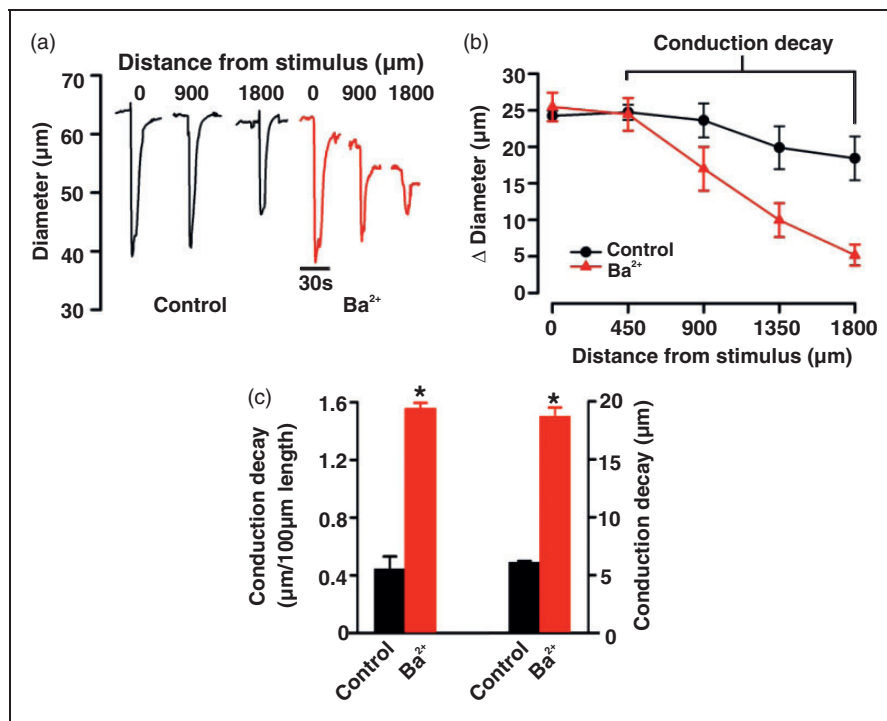 (a)
Distance from stimulus (µm)
0 900 1800 0 900 1800
Diameter (µm)
70
60
50
40
30
30s
Control Ba²⁺
(b)
Conduction decay
Δ Diameter (µm)
30
25
20
15
10
5
0
Control
Ba²⁺
0 450 900 1350 1800
Distance from stimulus (µm)
(c)
Conduction decay
(µm/100µm length)
1.6
1.2
0.8
0.4
0
* *
20
15
10
5
0
Conduction decay (µm)
Control Ba²⁺ Control Ba²⁺